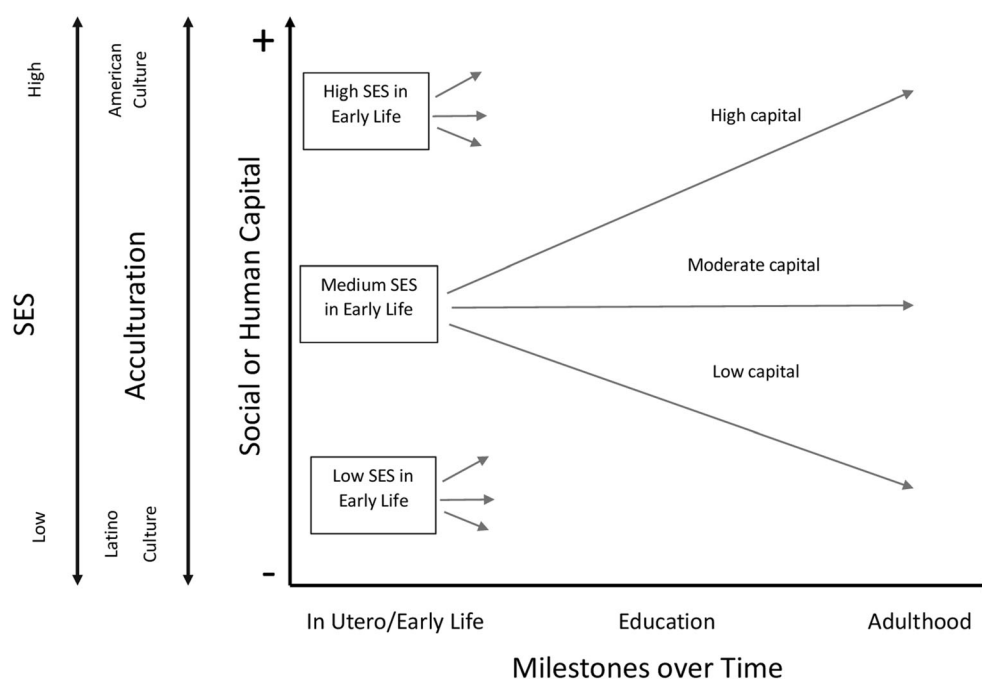 SES
High
Low
Acculturation
American
Culture
Latino
Culture
Social or Human Capital
+
-
High SES in
Early Life
Medium SES
in Early Life
Low SES in
Early Life
High capital
Moderate capital
Low capital
In Utero/Early Life
Education
Adulthood
Milestones over Time